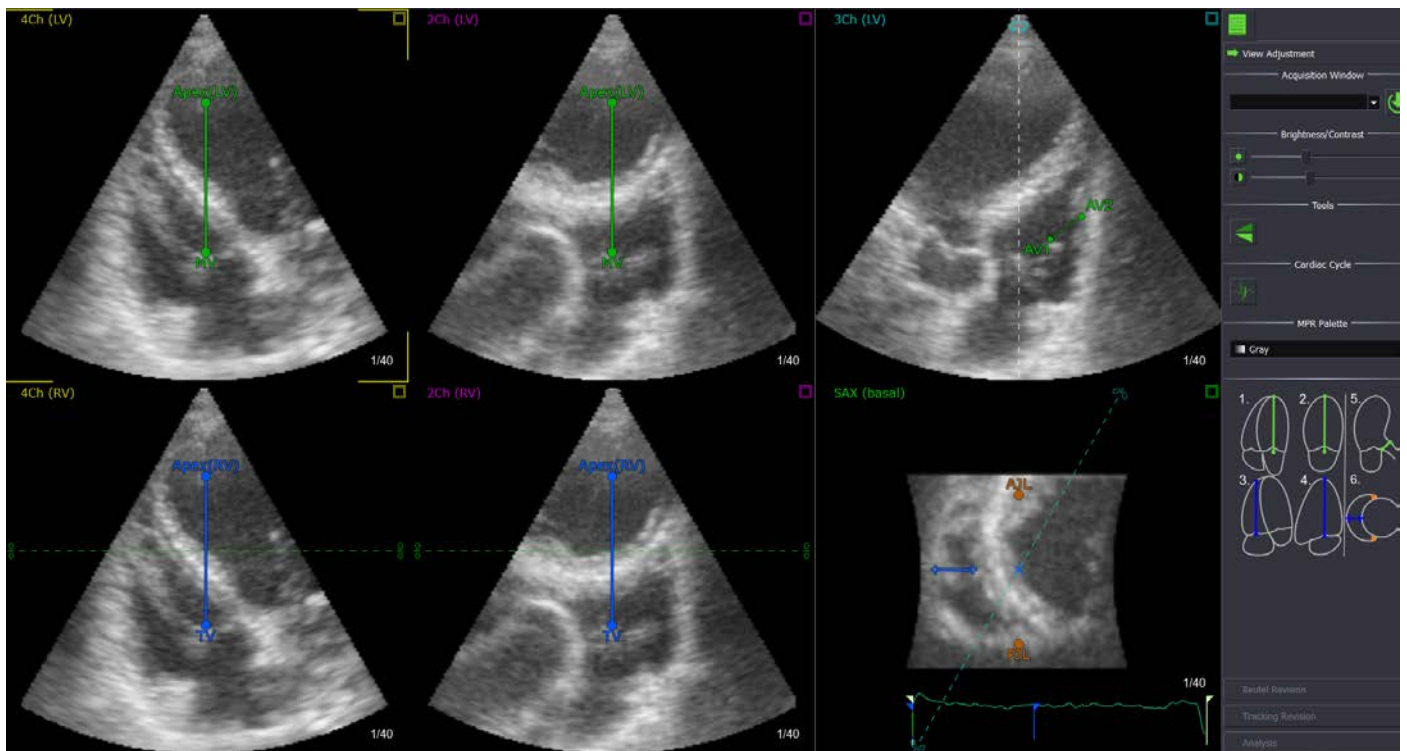 4Ch (LV)
2Ch (LV)
3Ch (LV)
Apex(LV)
Apex(LV)
MV
MV
AV2
AV1
1/40
1/40
1/40
4Ch (RV)
2Ch (RV)
SAX (basal)
Apex(RV)
Apex(RV)
TV
TV
AJL
PJL
1/40
1/40
1/40
View Adjustment
Acquisition Window
Brightness/Contrast
Tools
Cardiac Cycle
MPR Palette
Gray
1. 2. 5.
3. 4. 6.
Beutel Revision
Tracking Revision
Analysis